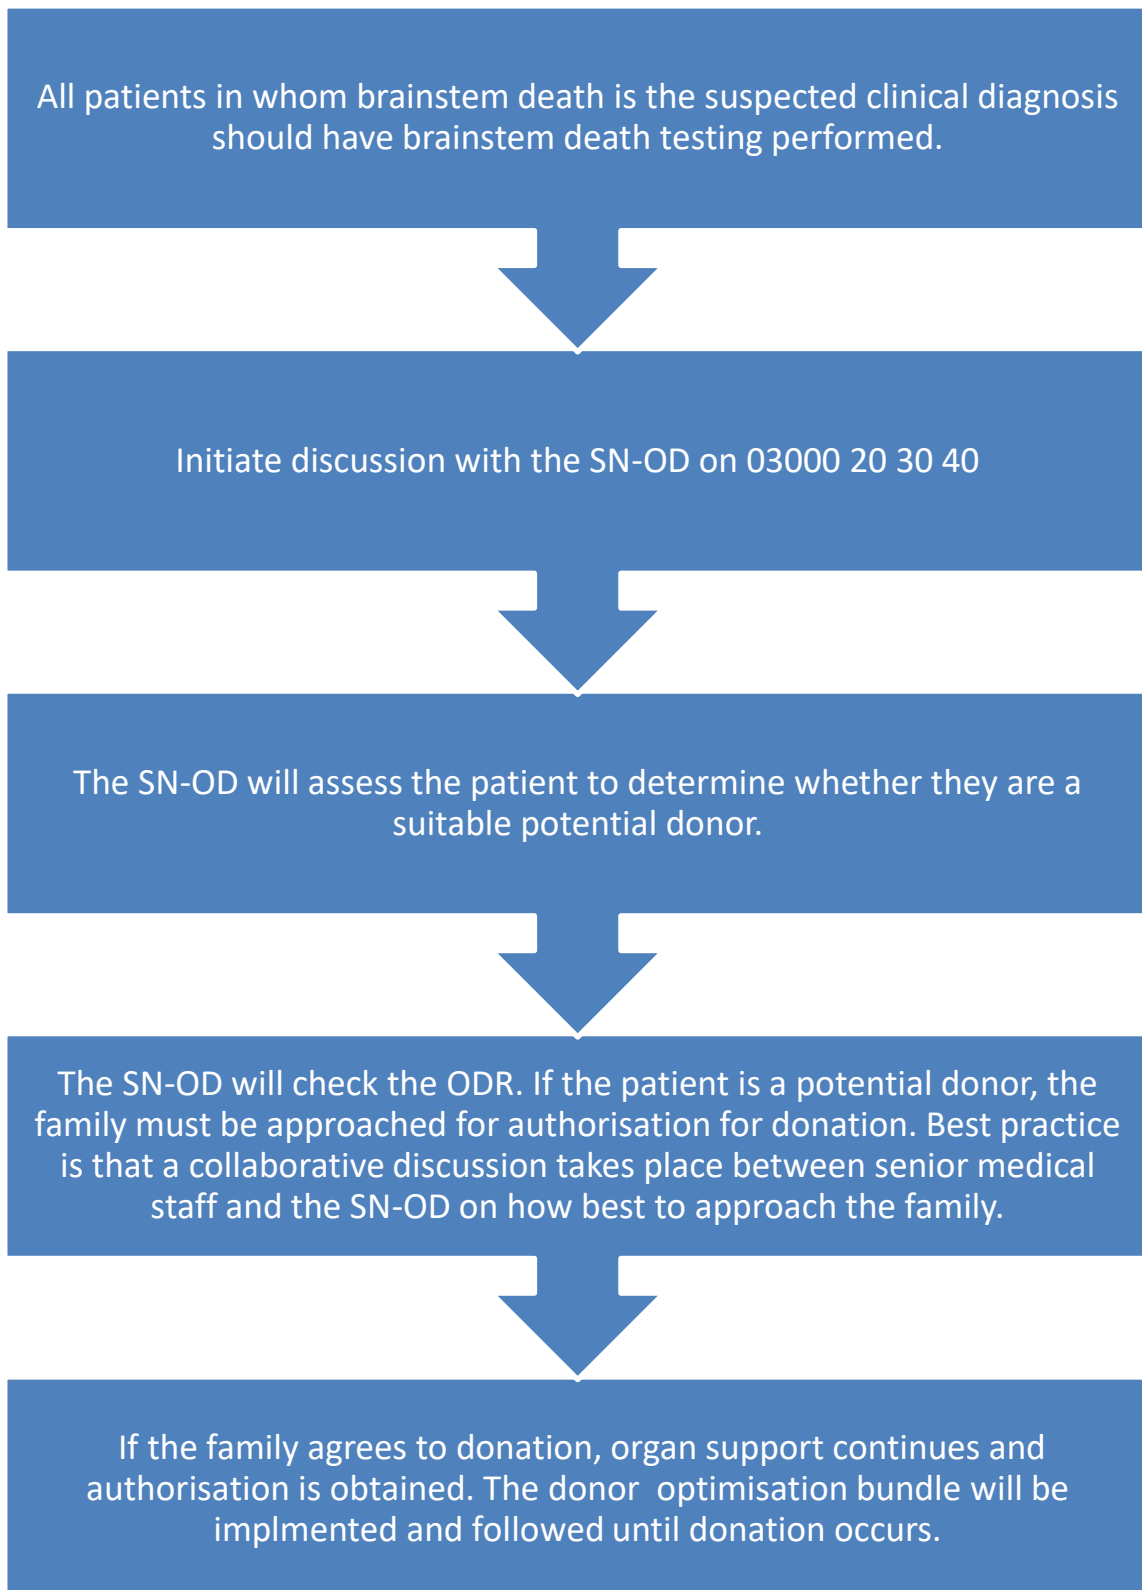 All patients in whom brainstem death is the suspected clinical diagnosis
should have brainstem death testing performed.
Initiate discussion with the SN-OD on 03000 20 30 40
The SN-OD will assess the patient to determine whether they are a
suitable potential donor.
The SN-OD will check the ODR. If the patient is a potential donor, the
family must be approached for authorisation for donation. Best practice
is that a collaborative discussion takes place between senior medical
staff and the SN-OD on how best to approach the family.
If the family agrees to donation, organ support continues and
authorisation is obtained. The donor  optimisation bundle will be
implmented and followed until donation occurs.